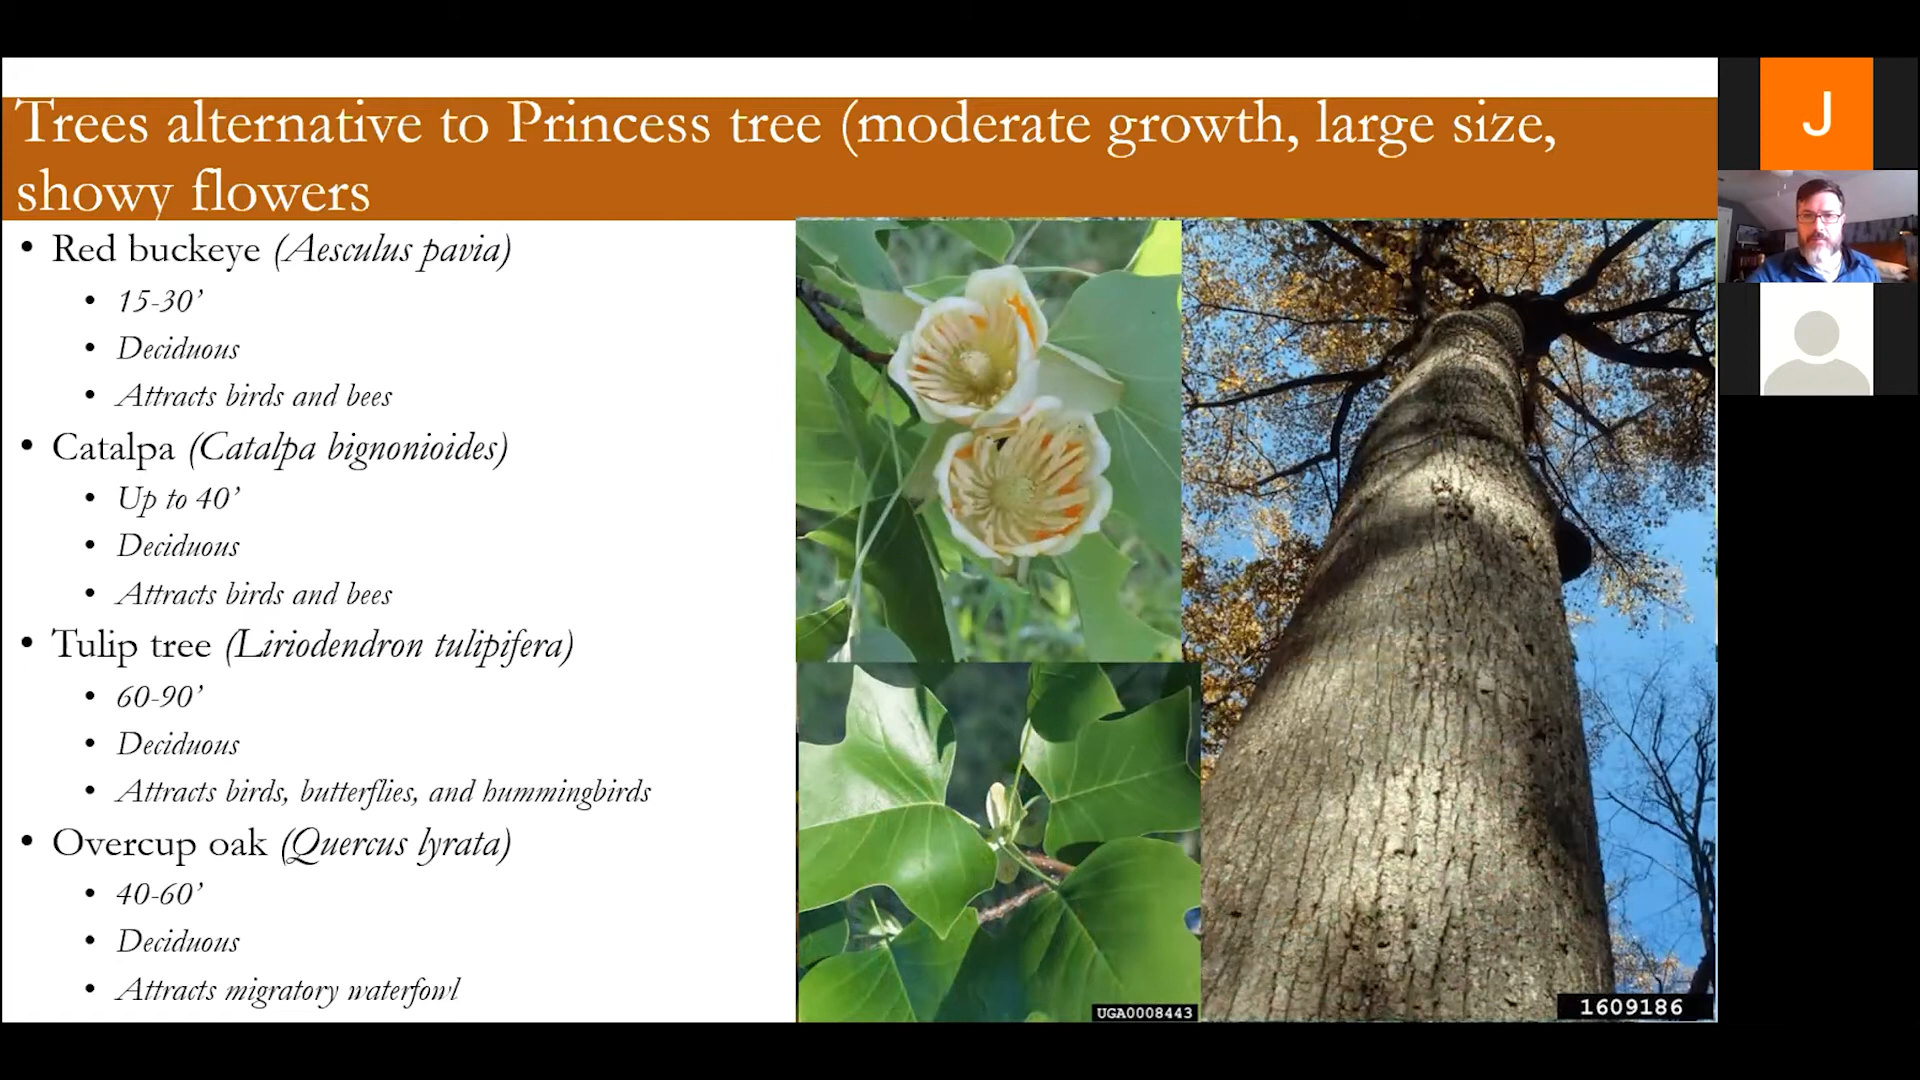 Trees alternative to Princess tree (moderate growth, large size,
showy flowers
• Red buckeye (Aesculus pavia)
• 15-30’
• Deciduous
• Attracts birds and bees
• Catalpa (Catalpa bignonioides)
• Up to 40’
• Deciduous
• Attracts birds and bees
• Tulip tree (Liriodendron tulipifera)
• 60-90’
• Deciduous
• Attracts birds, butterflies, and hummingbirds
• Overcup oak (Quercus lyrata)
• 40-60’
• Deciduous
• Attracts migratory waterfowl
UGA0008443
1609186
J